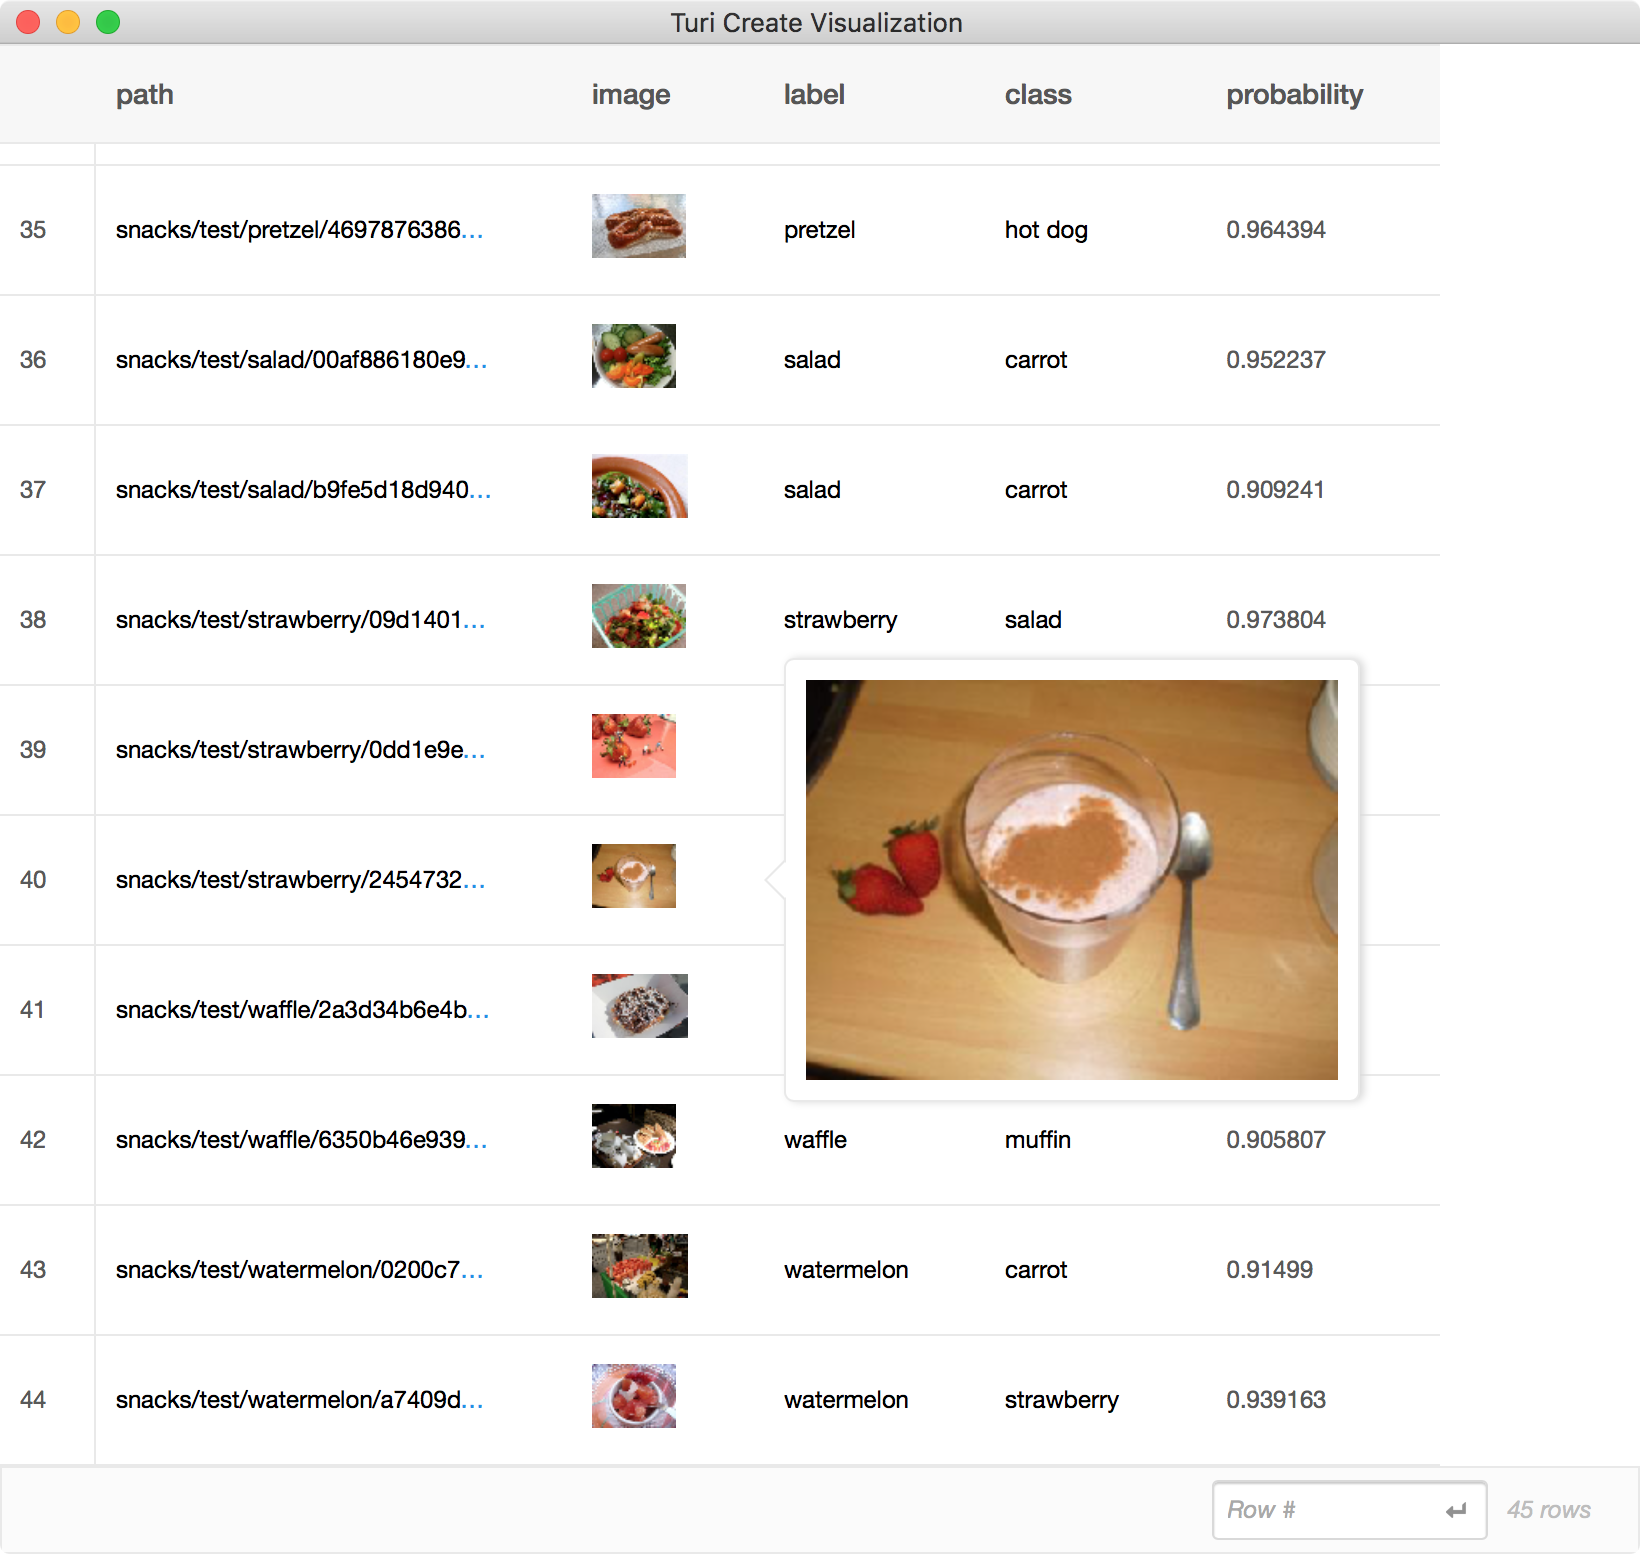 Turi Create Visualization
path image label class probability
35 snacks/test/pretzel/4697876386... pretzel hot dog 0.964394
36 snacks/test/salad/00af886180e9... salad carrot 0.952237
37 snacks/test/salad/b9fe5d18d940... salad carrot 0.909241
38 snacks/test/strawberry/09d1401... strawberry salad 0.973804
39 snacks/test/strawberry/0dd1e9e...
40 snacks/test/strawberry/2454732...
41 snacks/test/waffle/2a3d34b6e4b...
42 snacks/test/waffle/6350b46e939... waffle muffin 0.905807
43 snacks/test/watermelon/0200c7... watermelon carrot 0.91499
44 snacks/test/watermelon/a7409d... watermelon strawberry 0.939163
Row # 45 rows